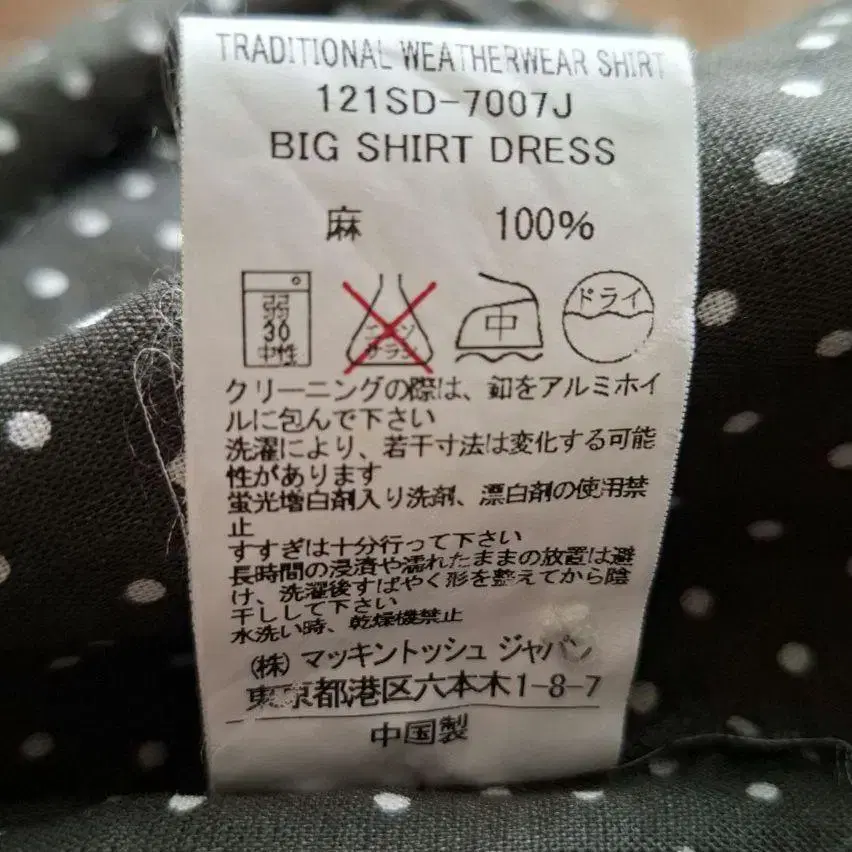 TRADITIONAL WEATHERWEAR SHIRT
121SD-7007J
BIG SHIRT DRESS
麻 100%
弱
30
中性
エンソ
サラシ
中
ドライ
クリーニングの際は、釦をアルミホイ
ルに包んで下さい
洗濯により、若干寸法は変化する可能
性があります
蛍光増白剤入り洗剤、漂白剤の使用禁
止
すすぎは十分行って下さい
長時間の浸漬や濡れたままの放置は避
け、洗濯後すばやく形を整えてから陰
干しして下さい
水洗い時、乾燥機禁止
(株) マッキントッシュ ジャパン
東京都港区六本木1-8-7
中国製